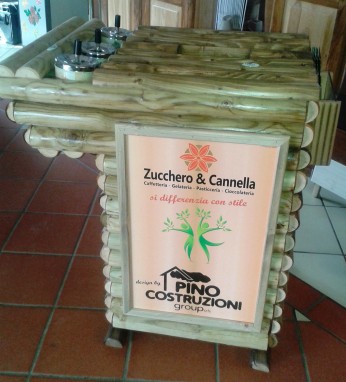 Zucchero & Cannella
Caffetteria - Gelateria - Pasticceria - Cioccolateria
si differenzia con stile
design by
PINO
COSTRUZIONI
group